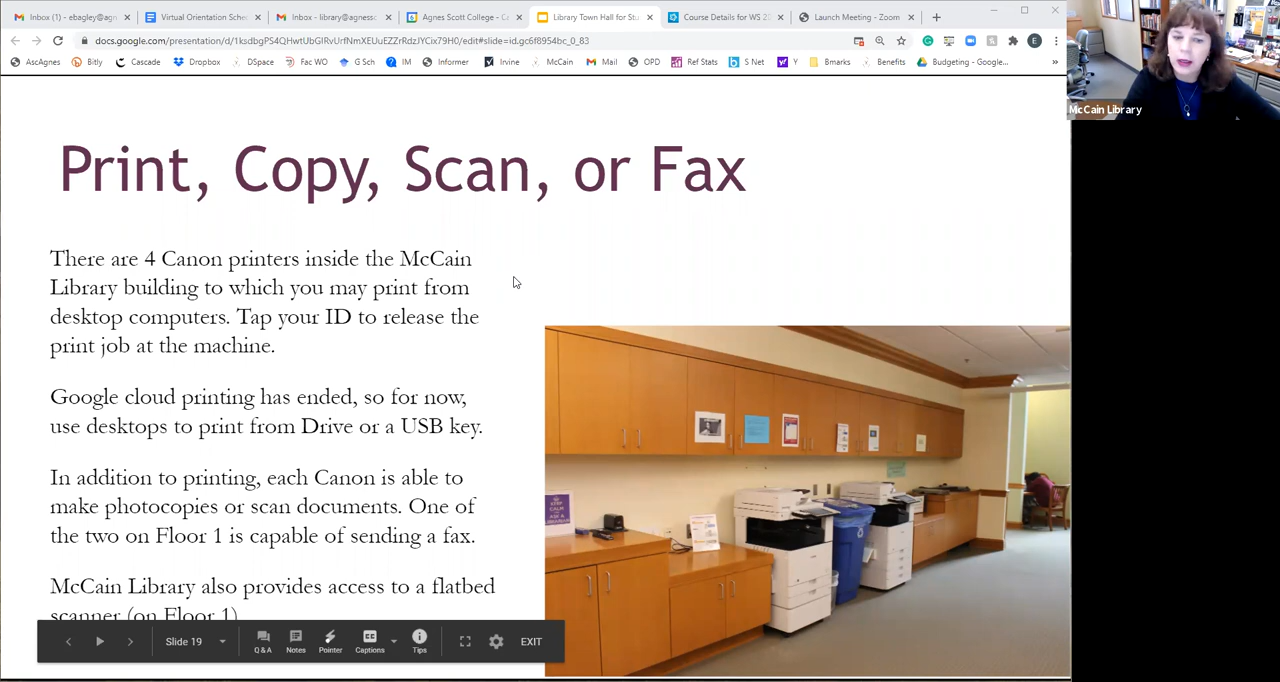 Inbox (1) - ebagley@agn
Virtual Orientation Sche
Inbox - library@agnessc
Agnes Scott College - Ca
Library Town Hall for Stu
Course Details for WS 2
Launch Meeting - Zoom
docs.google.com/presentation/d/1ksdbgPS4QHwtUbGIRvUrfNmXEUuEZZrRdzJYCix79H0/edit#slide=id.gc6f8954bc_0_83
E
AscAgnes
Bitly
Cascade
Dropbox
DSpace
Fac WO
G Sch
IM
Informer
Irvine
McCain
Mail
OPD
Ref Stats
S Net
Y
Bmarks
Benefits
Budgeting - Google...
McCain Library
Print, Copy, Scan, or Fax
There are 4 Canon printers inside the McCain
Library building to which you may print from
desktop computers. Tap your ID to release the
print job at the machine.
Google cloud printing has ended, so for now,
use desktops to print from Drive or a USB key.
In addition to printing, each Canon is able to
make photocopies or scan documents. One of
the two on Floor 1 is capable of sending a fax.
McCain Library also provides access to a flatbed
scanner (on Floor 1)
KEEP
CALM
ASK A
Slide 19
Q & A
Notes
Pointer
Captions
Tips
EXIT